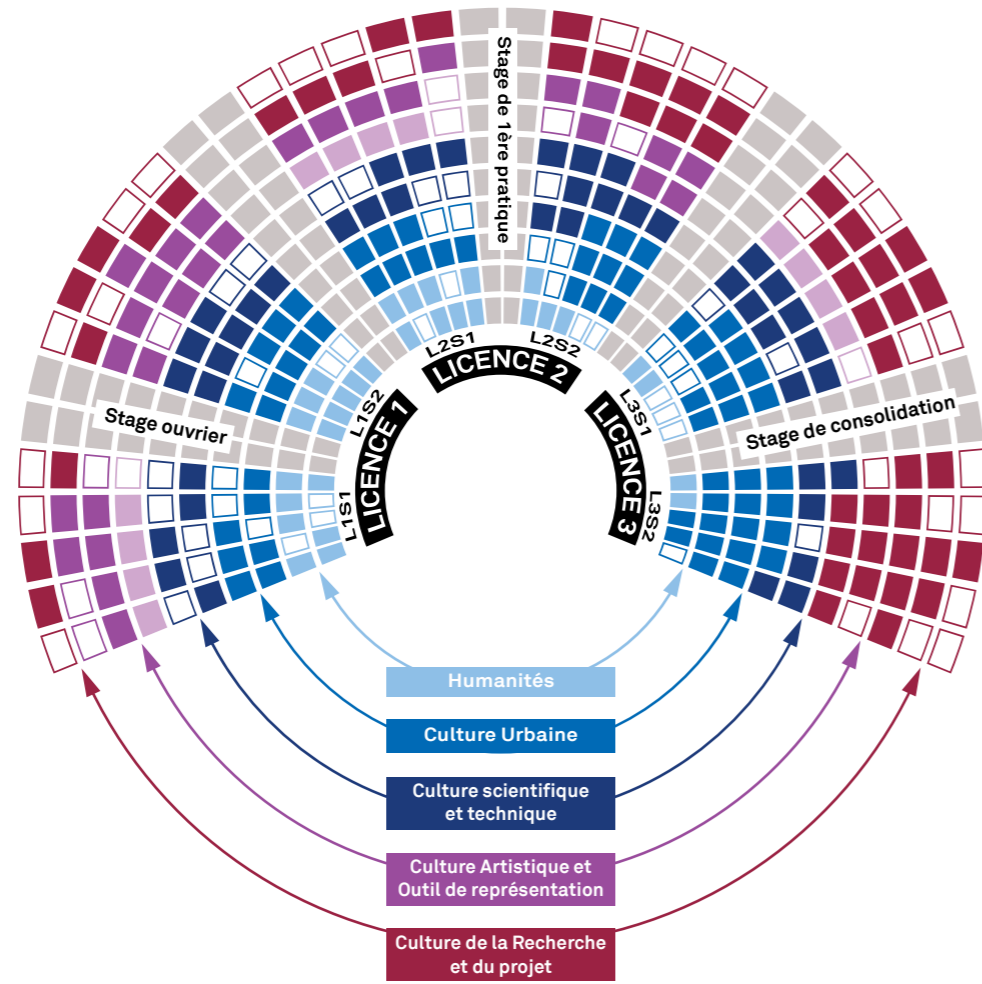 Stage de 1ère pratique
Stage ouvrier
Stage de consolidation
L1S1
L1S2
L2S1
L2S2
L3S1
L3S2
LICENCE 1
LICENCE 2
LICENCE 3
Humanités
Culture Urbaine
Culture scientifique
et technique
Culture Artistique et
Outil de représentation
Culture de la Recherche
et du projet